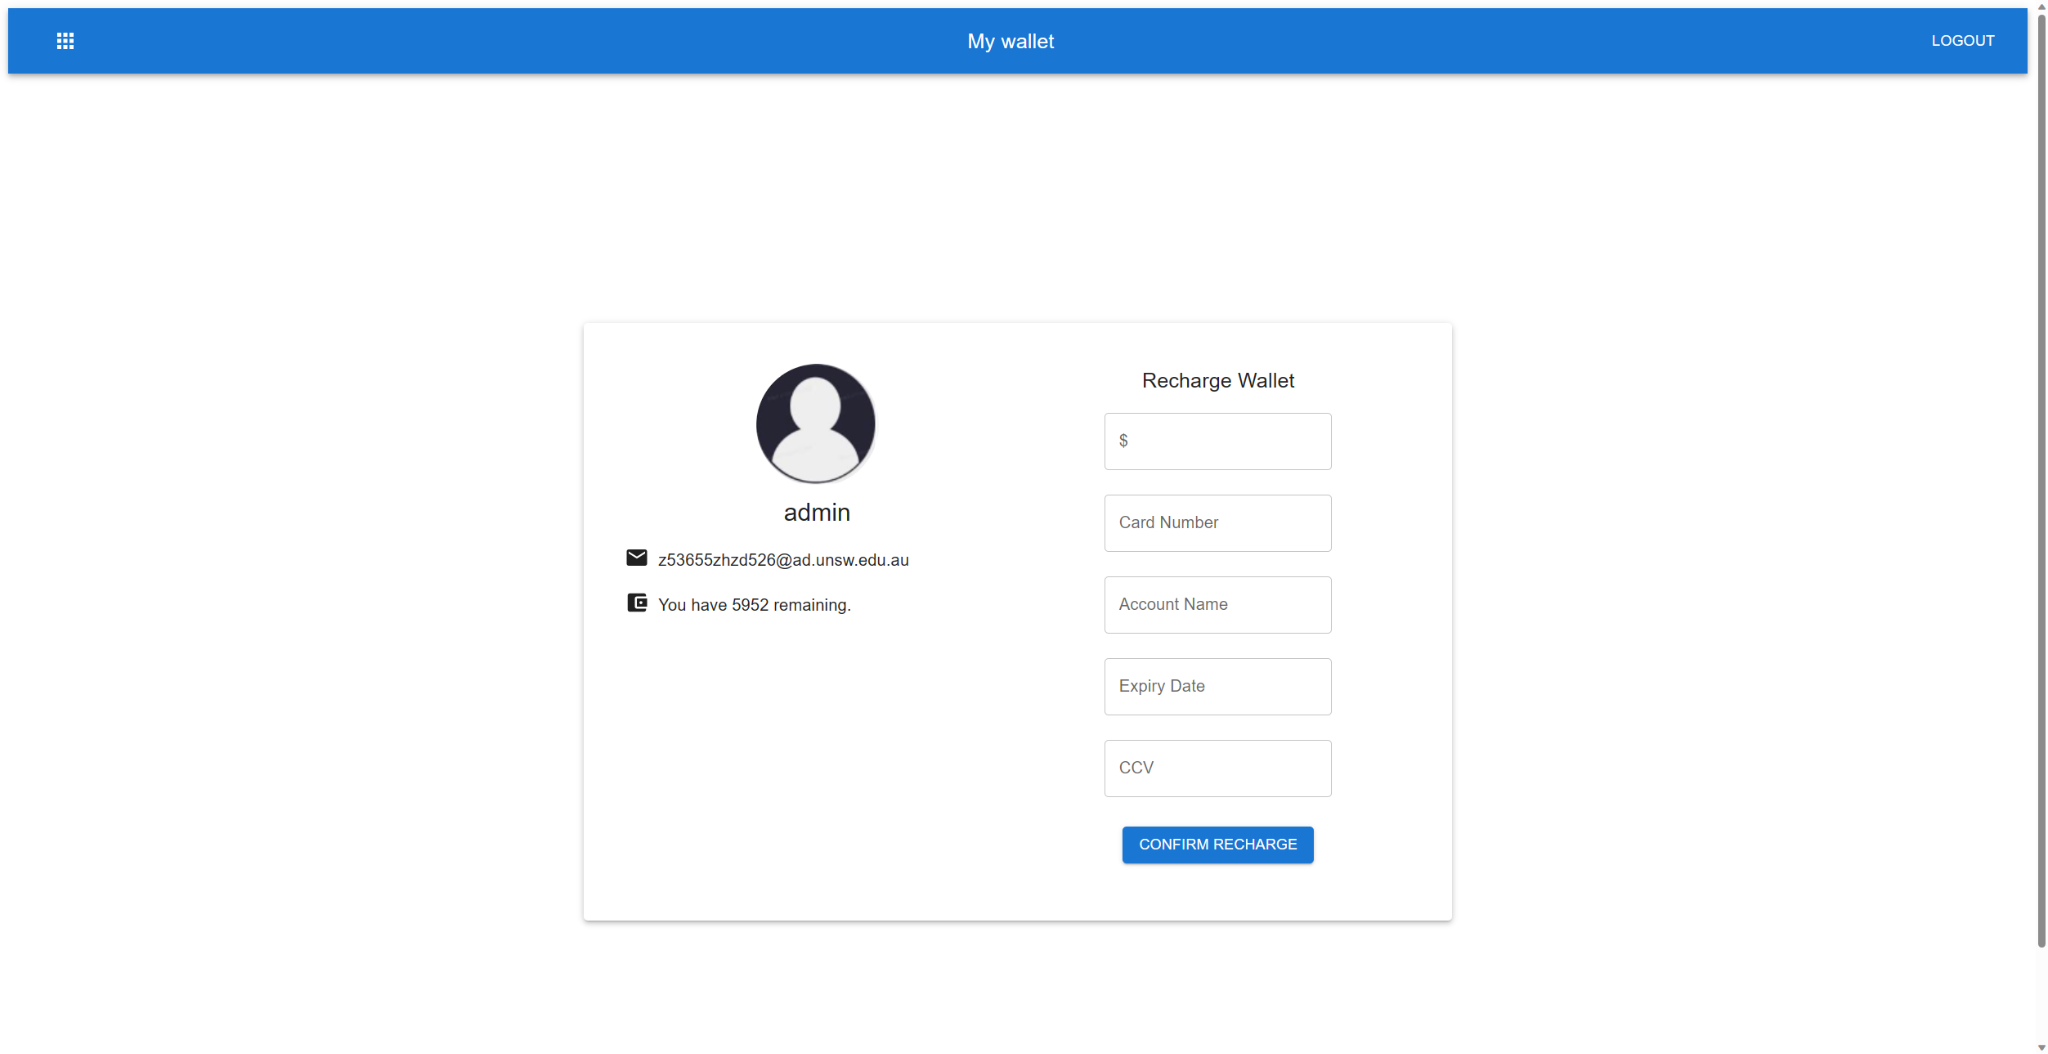 My wallet
LOGOUT
admin
z53655zhzd526@ad.unsw.edu.au
You have 5952 remaining.
Recharge Wallet
$
Card Number
Account Name
Expiry Date
CCV
CONFIRM RECHARGE